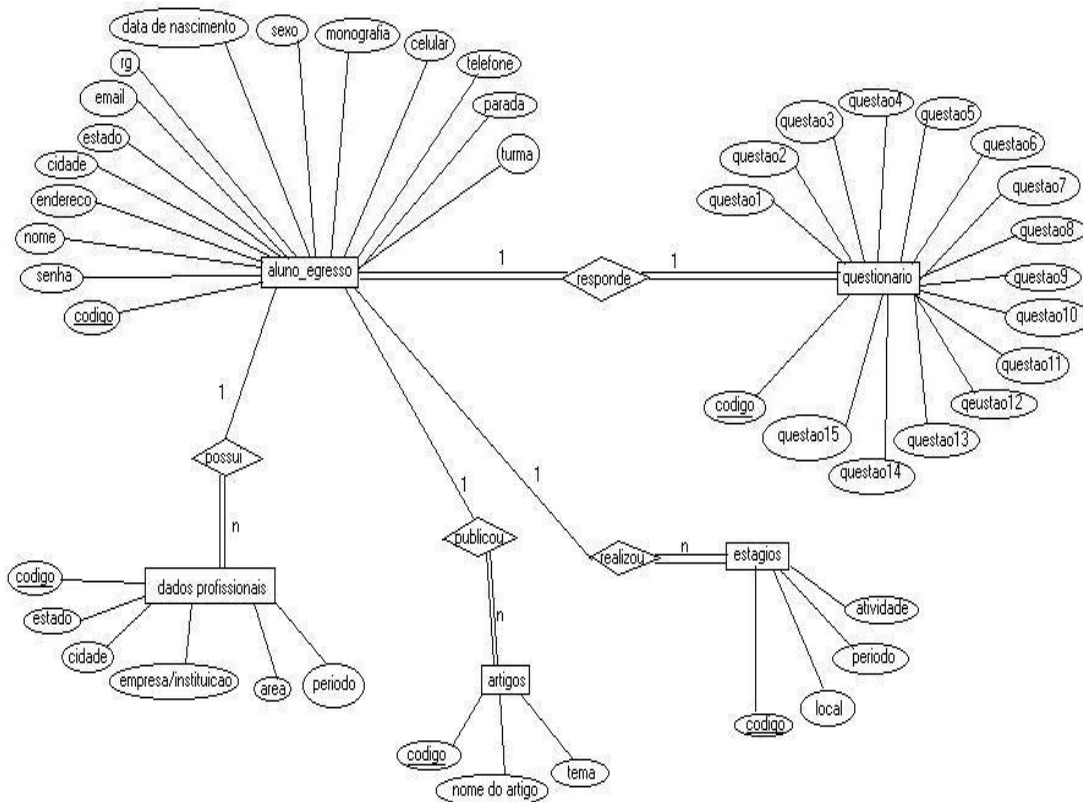 data de nascimento
sexo
monografia
celular
rg
telefone
email
parada
estado
turma
cidade
endereco
nome
senha
codigo
aluno_egresso
1
responde
1
questionario
questao1
questao2
questao3
questao4
questao5
questao6
questao7
questao8
questao9
questao10
questao11
qeustao12
questao13
questao14
questao15
codigo
1
possui
n
dados profissionais
codigo
estado
cidade
empresa/instituicao
area
periodo
1
publicou
n
artigos
codigo
nome do artigo
tema
1
realizou
n
estagios
atividade
periodo
local
codigo